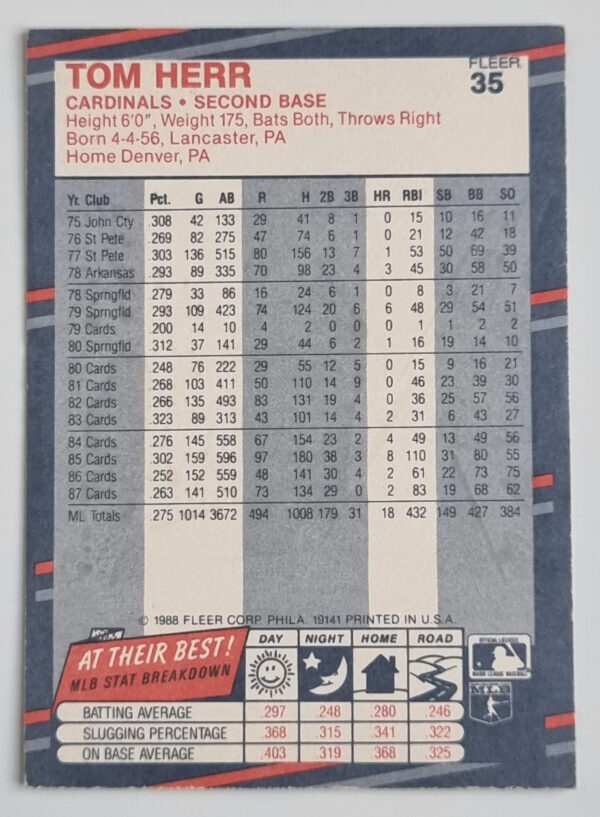 TOM HERR
FLEER
35
CARDINALS • SECOND BASE
Height 6'0", Weight 175, Bats Both, Throws Right
Born 4-4-56, Lancaster, PA
Home Denver, PA
Yr. Club Pct. G AB R H 2B 3B HR RBI SB BB SO
75 John Cty .308 42 133 29 41 8 1 0 15 10 16 11
76 St Pete .269 82 275 47 74 6 1 0 21 12 42 18
77 St Pete .303 136 515 80 156 13 7 1 53 50 69 39
78 Arkansas .293 89 335 70 98 23 4 3 45 30 58 50
78 Sprngfld .279 33 86 16 24 6 1 0 8 3 21 7
79 Sprngfld .293 109 423 74 124 20 6 6 48 29 54 51
79 Cards .200 14 10 4 2 0 0 0 1 1 2 2
80 Sprngfld .312 37 141 29 44 6 2 1 16 19 14 10
80 Cards .248 76 222 29 55 12 5 0 15 9 16 21
81 Cards .268 103 411 50 110 14 9 0 46 23 39 30
82 Cards .266 135 493 83 131 19 4 0 36 25 57 56
83 Cards .323 89 313 43 101 14 4 2 31 6 43 27
84 Cards .276 145 558 67 154 23 2 4 49 13 49 56
85 Cards .302 159 596 97 180 38 3 8 110 31 80 55
86 Cards .252 152 559 48 141 30 4 2 61 22 73 75
87 Cards .263 141 510 73 134 29 0 2 83 19 68 62
ML Totals .275 1014 3672 494 1008 179 31 18 432 149 427 384
© 1988 FLEER CORP. PHILA. 19141 PRINTED IN U.S.A.
AT THEIR BEST!
MLB STAT BREAKDOWN
DAY NIGHT HOME ROAD
BATTING AVERAGE .297 .248 .280 .246
SLUGGING PERCENTAGE .368 .315 .341 .322
ON BASE AVERAGE .403 .319 .368 .325
OFFICIAL LICENSEE
MAJOR LEAGUE BASEBALL